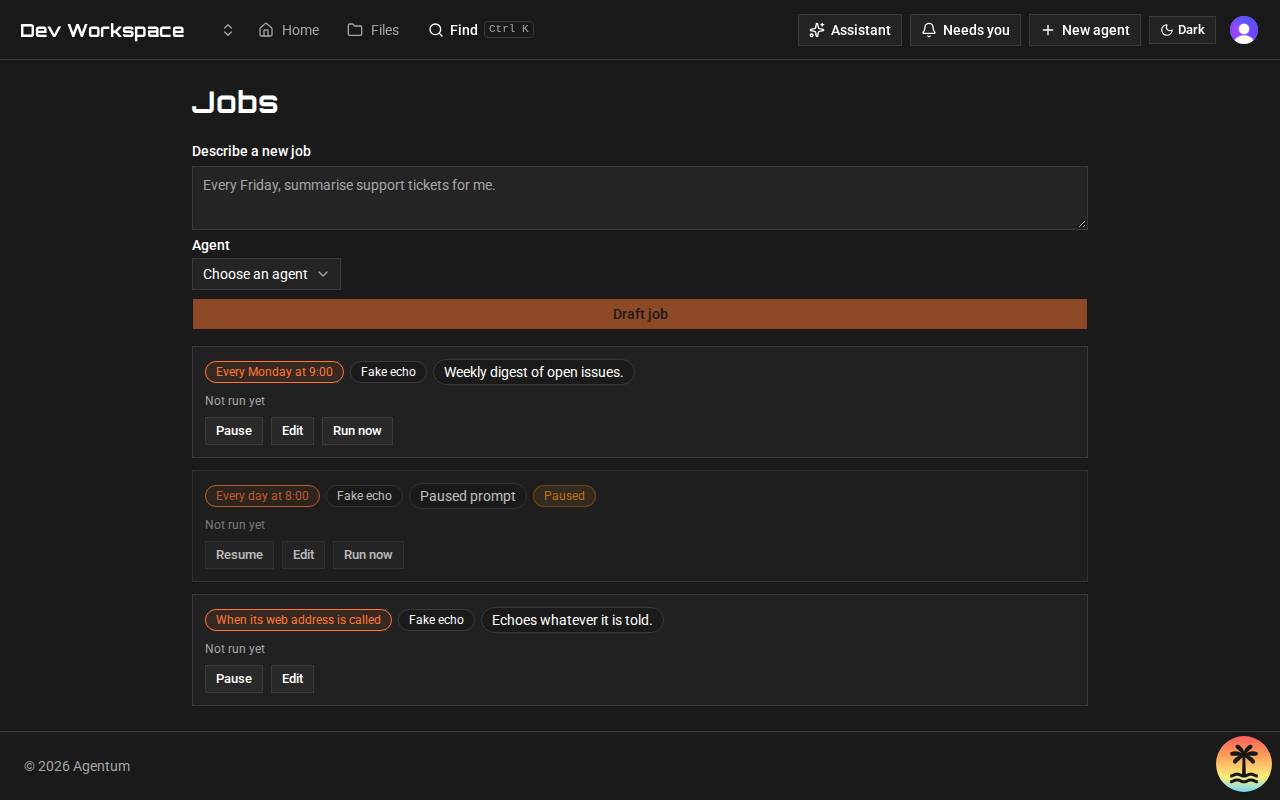 Dev Workspace
Home
Files
Find Ctrl K
Assistant
Needs you
New agent
Dark
Jobs
Describe a new job
Every Friday, summarise support tickets for me.
Agent
Choose an agent
Draft job
Every Monday at 9:00 Fake echo Weekly digest of open issues.
Not run yet
Pause Edit Run now
Every day at 8:00 Fake echo Paused prompt Paused
Not run yet
Resume Edit Run now
When its web address is called Fake echo Echoes whatever it is told.
Not run yet
Pause Edit
© 2026 Agentum